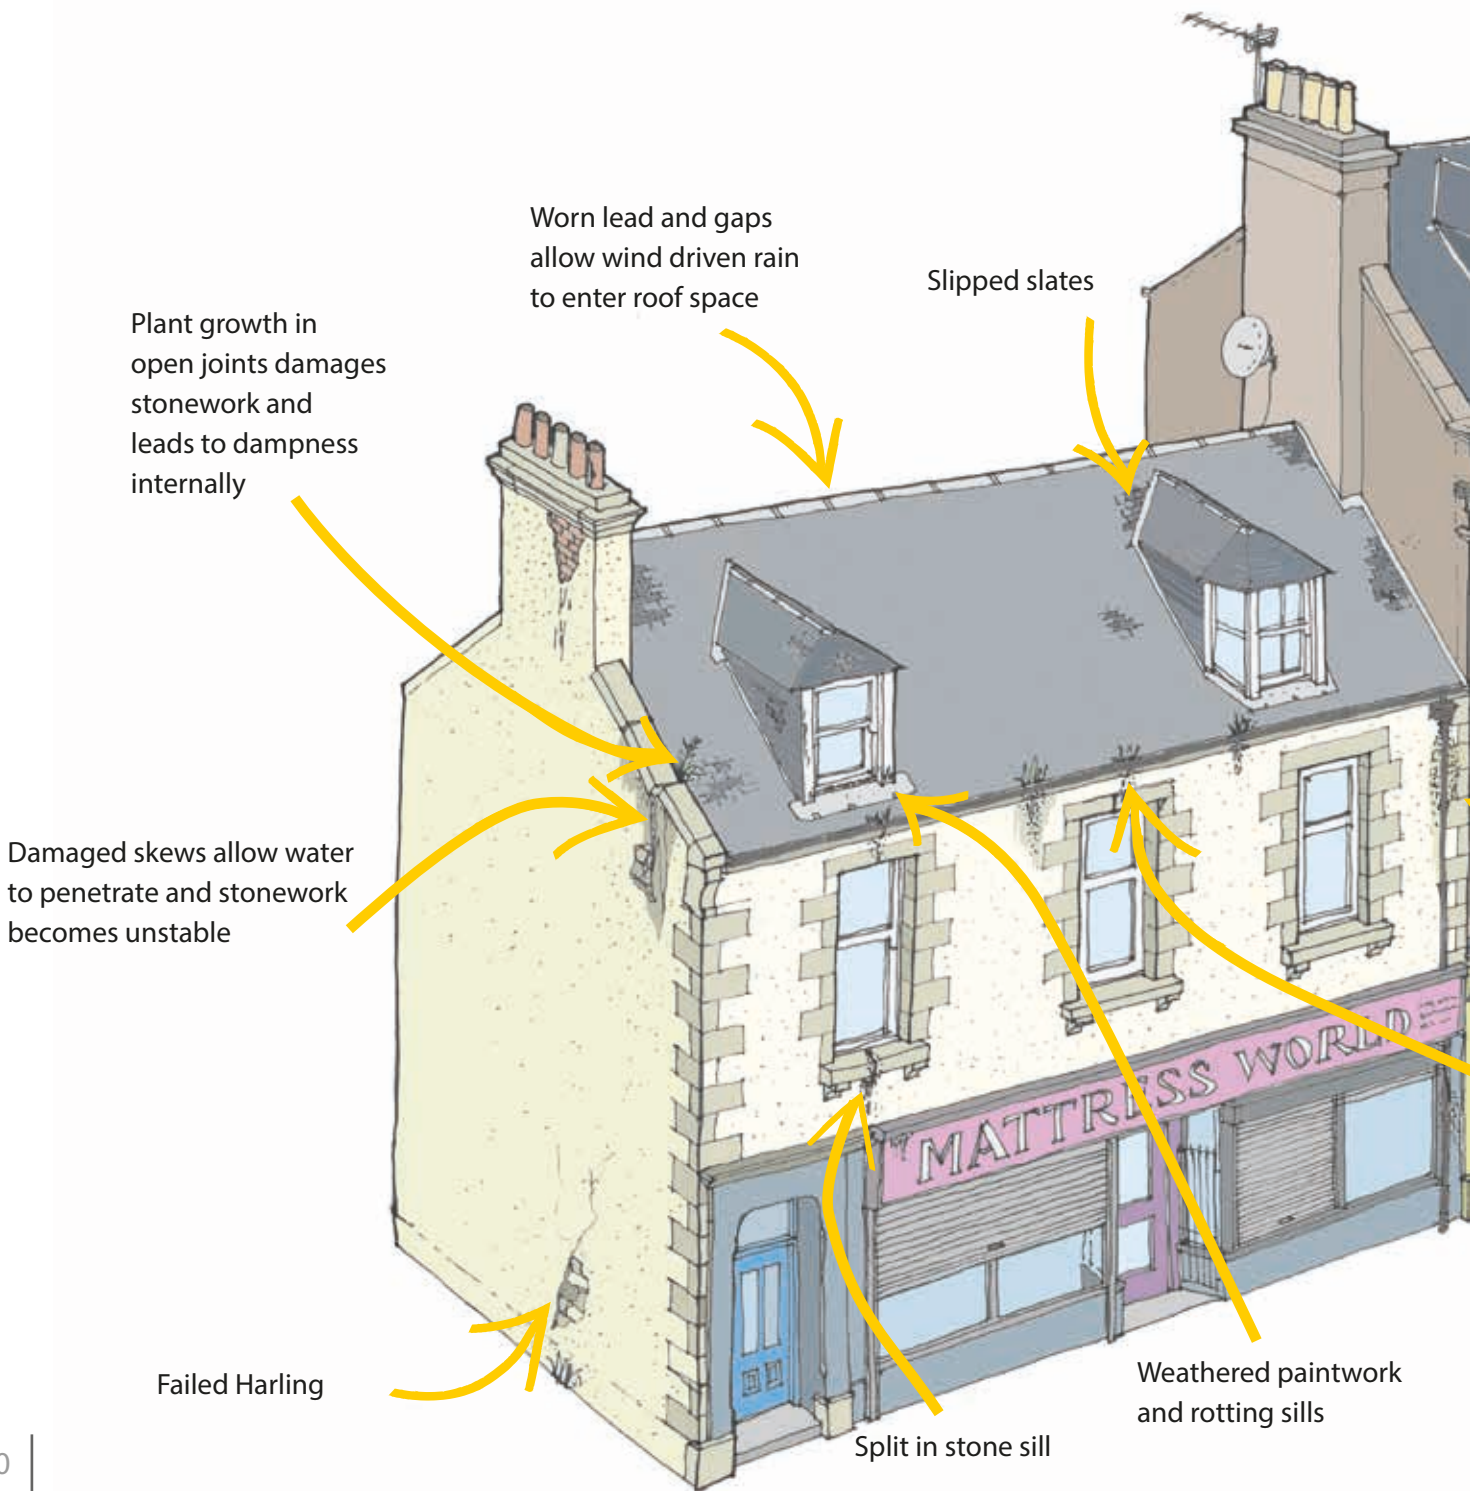 Worn lead and gaps
allow wind driven rain
to enter roof space
Slipped slates
Plant growth in
open joints damages
stonework and
leads to dampness
internally
Damaged skews allow water
to penetrate and stonework
becomes unstable
MATTRESS WORLD
Failed Harling
Split in stone sill
Weathered paintwork
and rotting sills
0